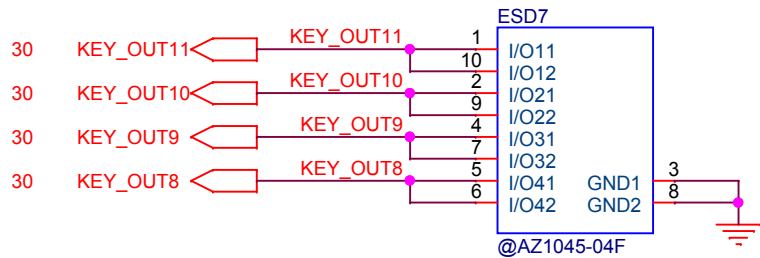 ESD7
30 KEY_OUT11 KEY_OUT11 1 I/O11
10 I/O12
30 KEY_OUT10 KEY_OUT10 2 I/O21
9 I/O22
30 KEY_OUT9 KEY_OUT9 4 I/O31
7 I/O32
30 KEY_OUT8 KEY_OUT8 5 I/O41 GND1 3
6 I/O42 GND2 8
@AZ1045-04F